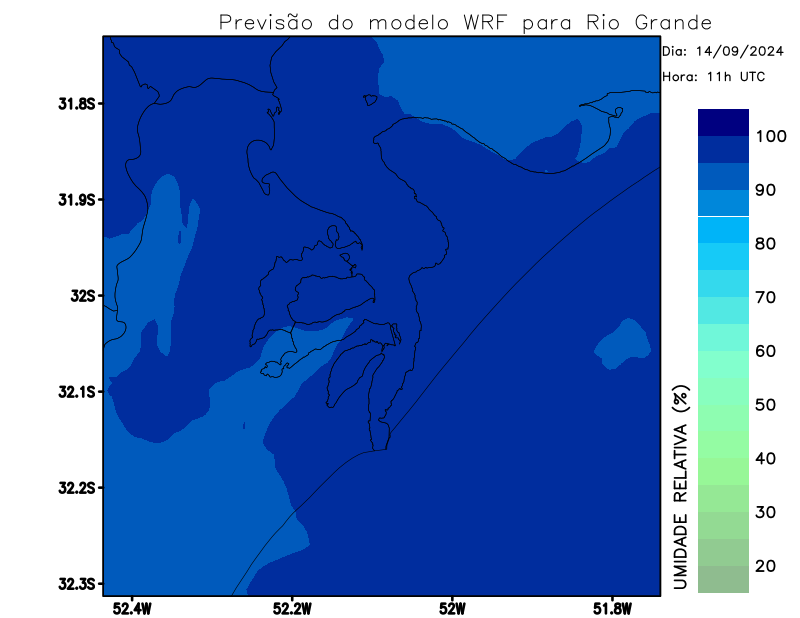 Previsão do modelo WRF para Rio Grande
Dia: 14/09/2024
Hora: 11h UTC
31.8S
31.9S
32S
32.1S
32.2S
32.3S
52.4W
52.2W
52W
51.8W
UMIDADE RELATIVA (%)
100
90
80
70
60
50
40
30
20